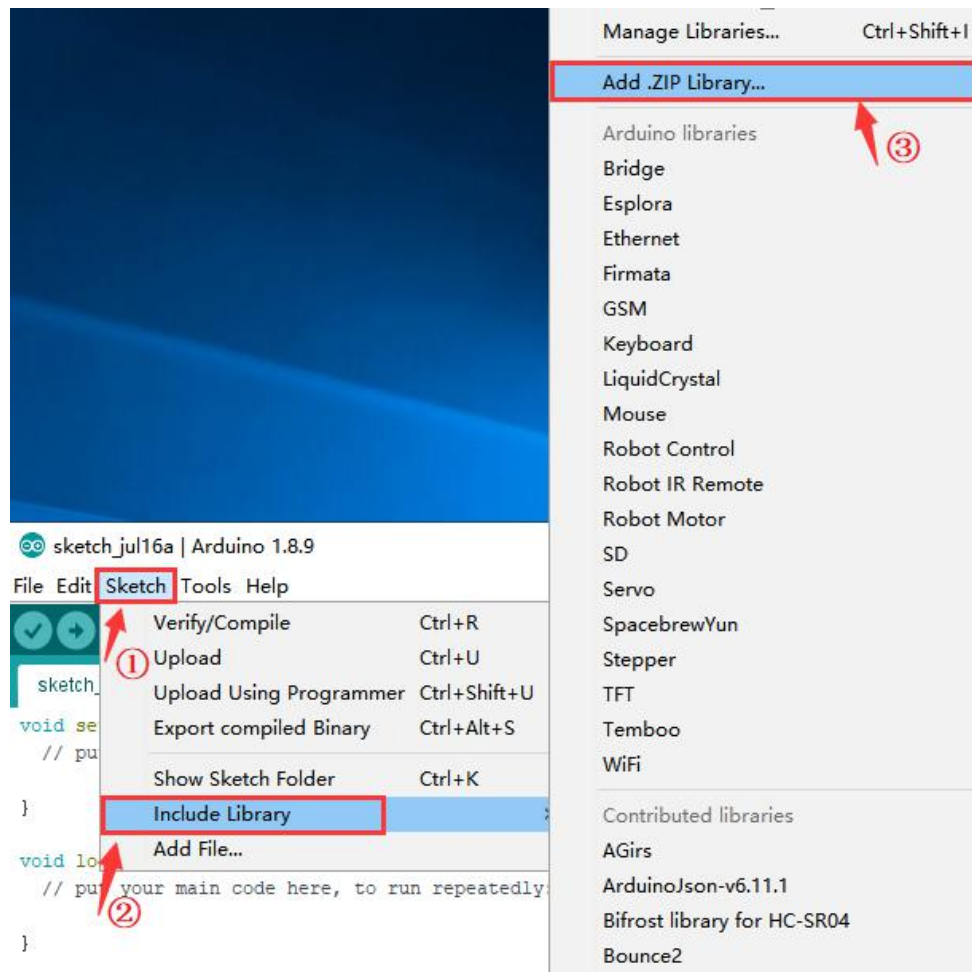 Manage Libraries... Ctrl+Shift+I
Add .ZIP Library...
③
Arduino libraries
Bridge
Esplora
Ethernet
Firmata
GSM
Keyboard
LiquidCrystal
Mouse
Robot Control
Robot IR Remote
Robot Motor
SD
Servo
SpacebrewYun
Stepper
TFT
Temboo
WiFi
Contributed libraries
AGirs
ArduinoJson-v6.11.1
Bifrost library for HC-SR04
Bounce2
sketch_jul16a | Arduino 1.8.9
File Edit Sketch Tools Help
①
Verify/Compile Ctrl+R
Upload Ctrl+U
Upload Using Programmer Ctrl+Shift+U
Export compiled Binary Ctrl+Alt+S
Show Sketch Folder Ctrl+K
Include Library
Add File...
②
sketch_
void se
// pu
}
void lo
// put your main code here, to run repeatedly:
}